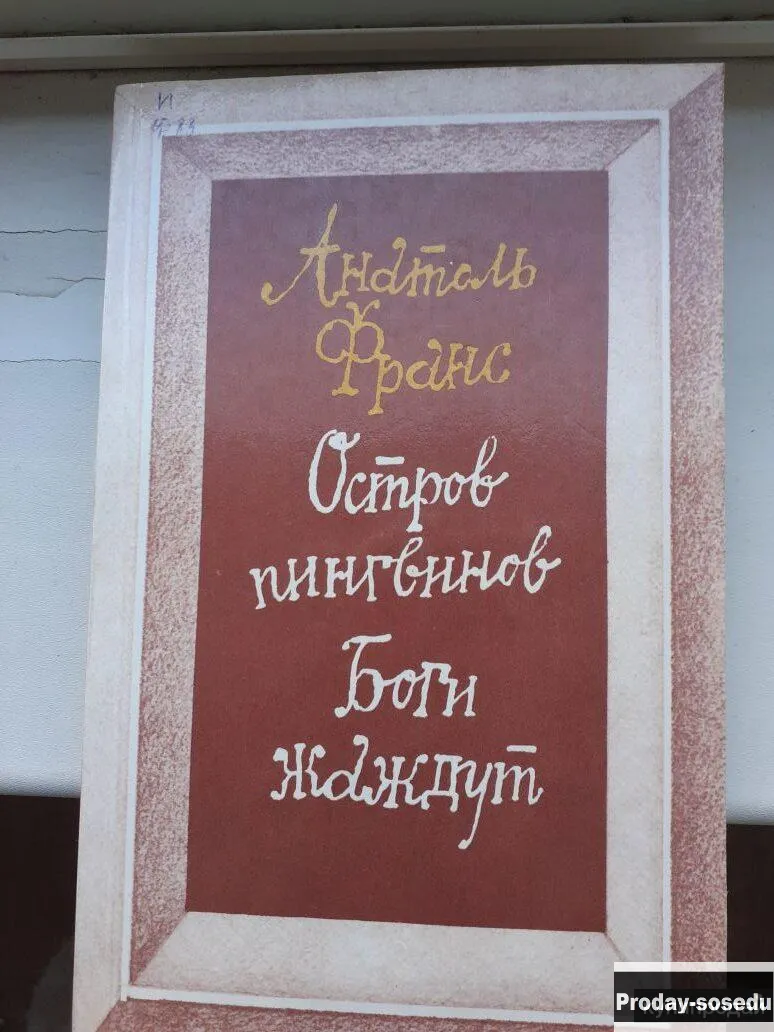 И
Анатоль
Франс
Остров
пингвинов
Боги
жаждут
Proday-sosedu